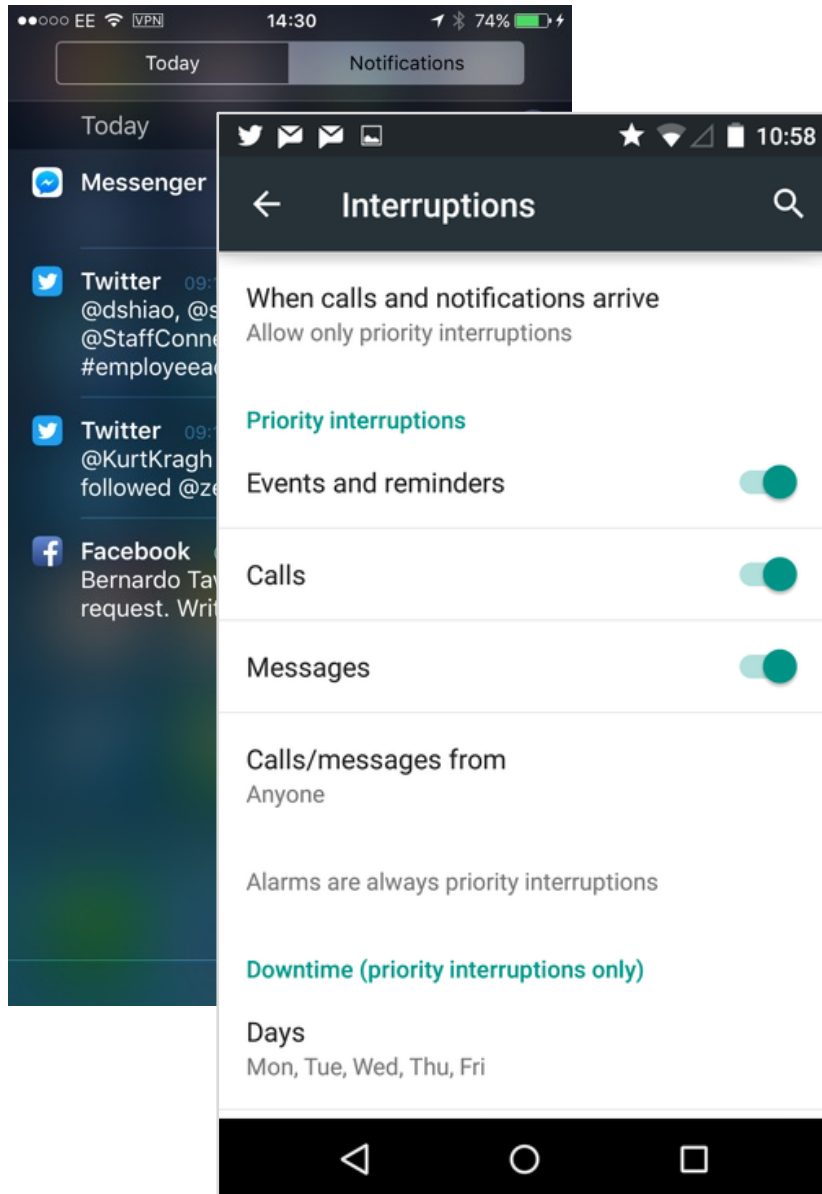 EE VPN 14:30 74%
Today Notifications
Today
Messenger
Twitter
@dshiao,
@StaffConne
#employeea
Twitter
@KurtKragh
followed
Facebook
Bernardo
request.
10:58
Interruptions
When calls and notifications arrive
Allow only priority interruptions
Priority interruptions
Events and reminders
Calls
Messages
Calls/messages from
Anyone
Alarms are always priority interruptions
Downtime (priority interruptions only)
Days
Mon, Tue, Wed, Thu, Fri